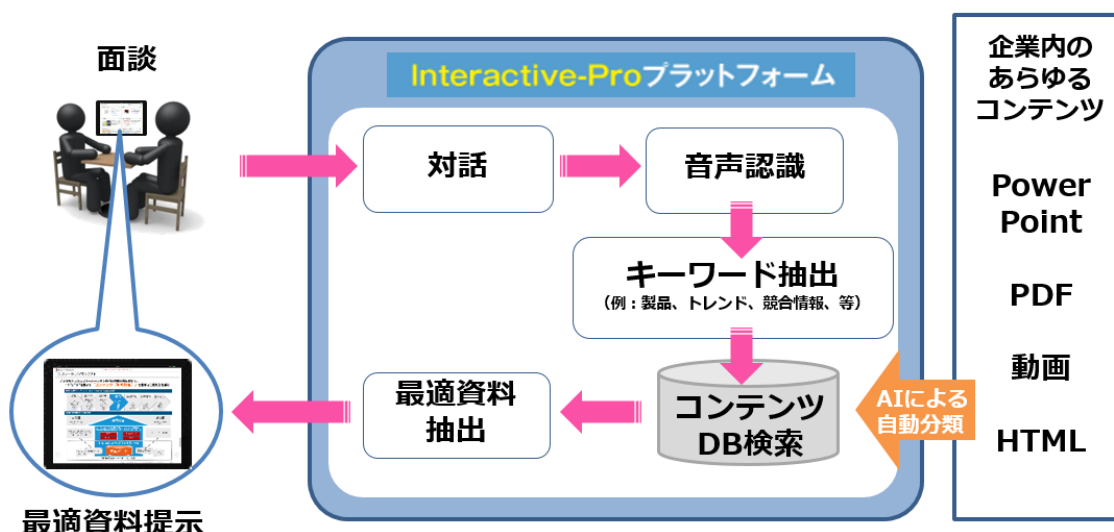 面談
Interactive-Proプラットフォーム
対話
音声認識
キーワード抽出
（例：製品、トレンド、競合情報、等）
コンテンツ
DB検索
最適資料
抽出
最適資料提示
AIによる
自動分類
企業内の
あらゆる
コンテンツ
Power
Point
PDF
動画
HTML